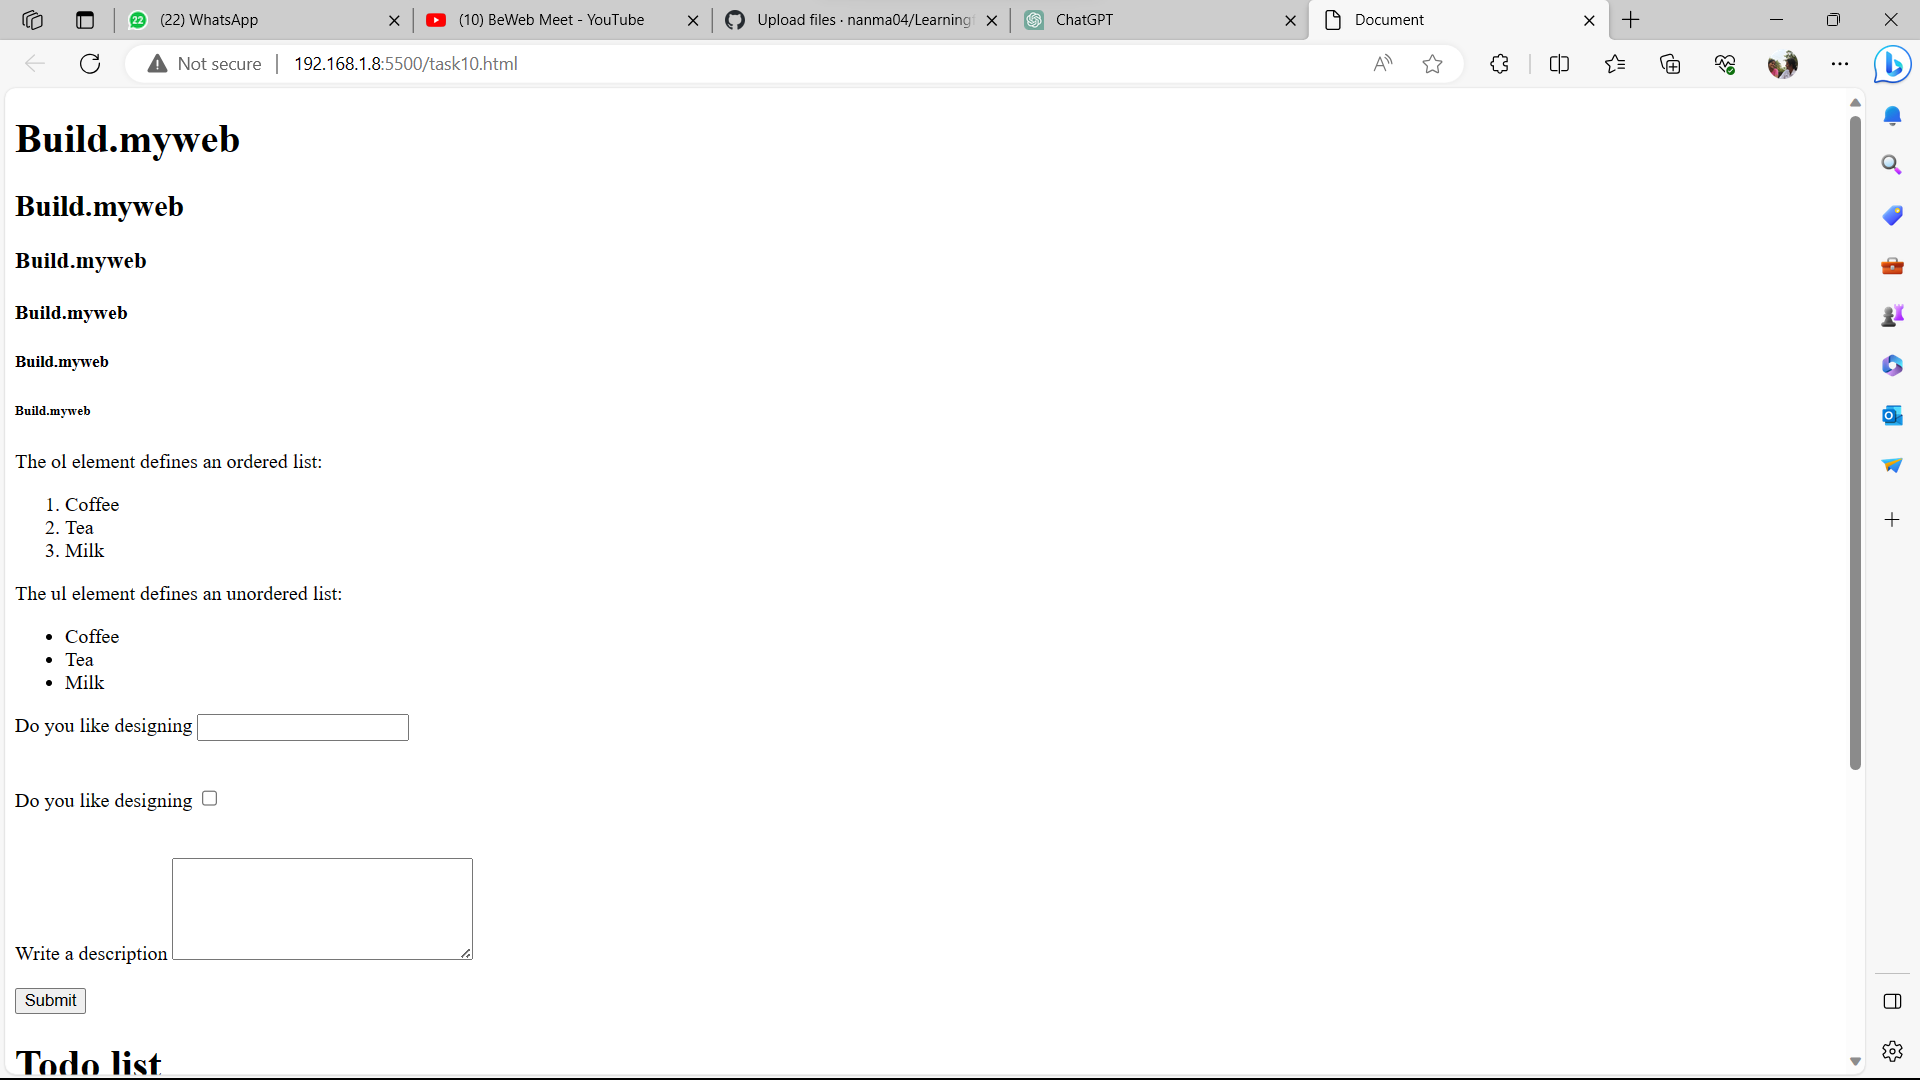 22 (22) WhatsApp
(10) BeWeb Meet - YouTube
Upload files · nanma04/Learning
ChatGPT
Document
Not secure
192.168.1.8:5500/task10.html
Build.myweb
Build.myweb
Build.myweb
Build.myweb
Build.myweb
Build.myweb
The ol element defines an ordered list:
1. Coffee
2. Tea
3. Milk
The ul element defines an unordered list:
• Coffee
• Tea
• Milk
Do you like designing
Do you like designing
Write a description
Submit
Todo list